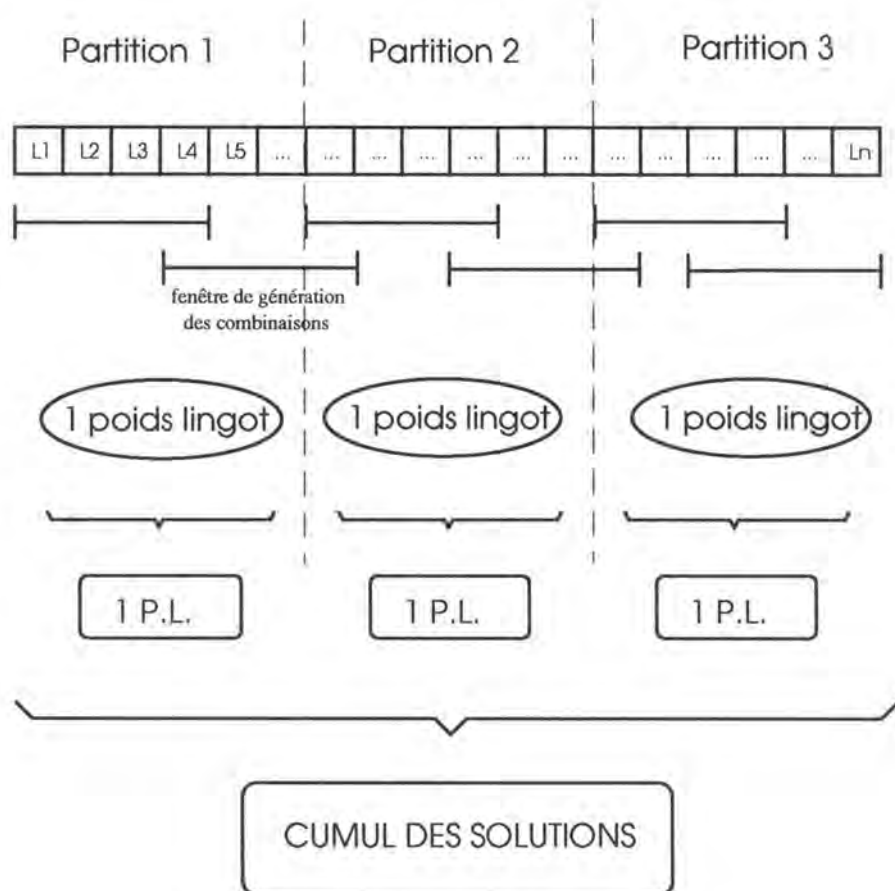 Partition 1 Partition 2 Partition 3
L1 L2 L3 L4 L5 ... ... ... ... ... ... ... ... ... ... ... ... Ln
fenêtre de génération
des combinaisons
1 poids lingot 1 poids lingot 1 poids lingot
1 P.L. 1 P.L. 1 P.L.
CUMUL DES SOLUTIONS